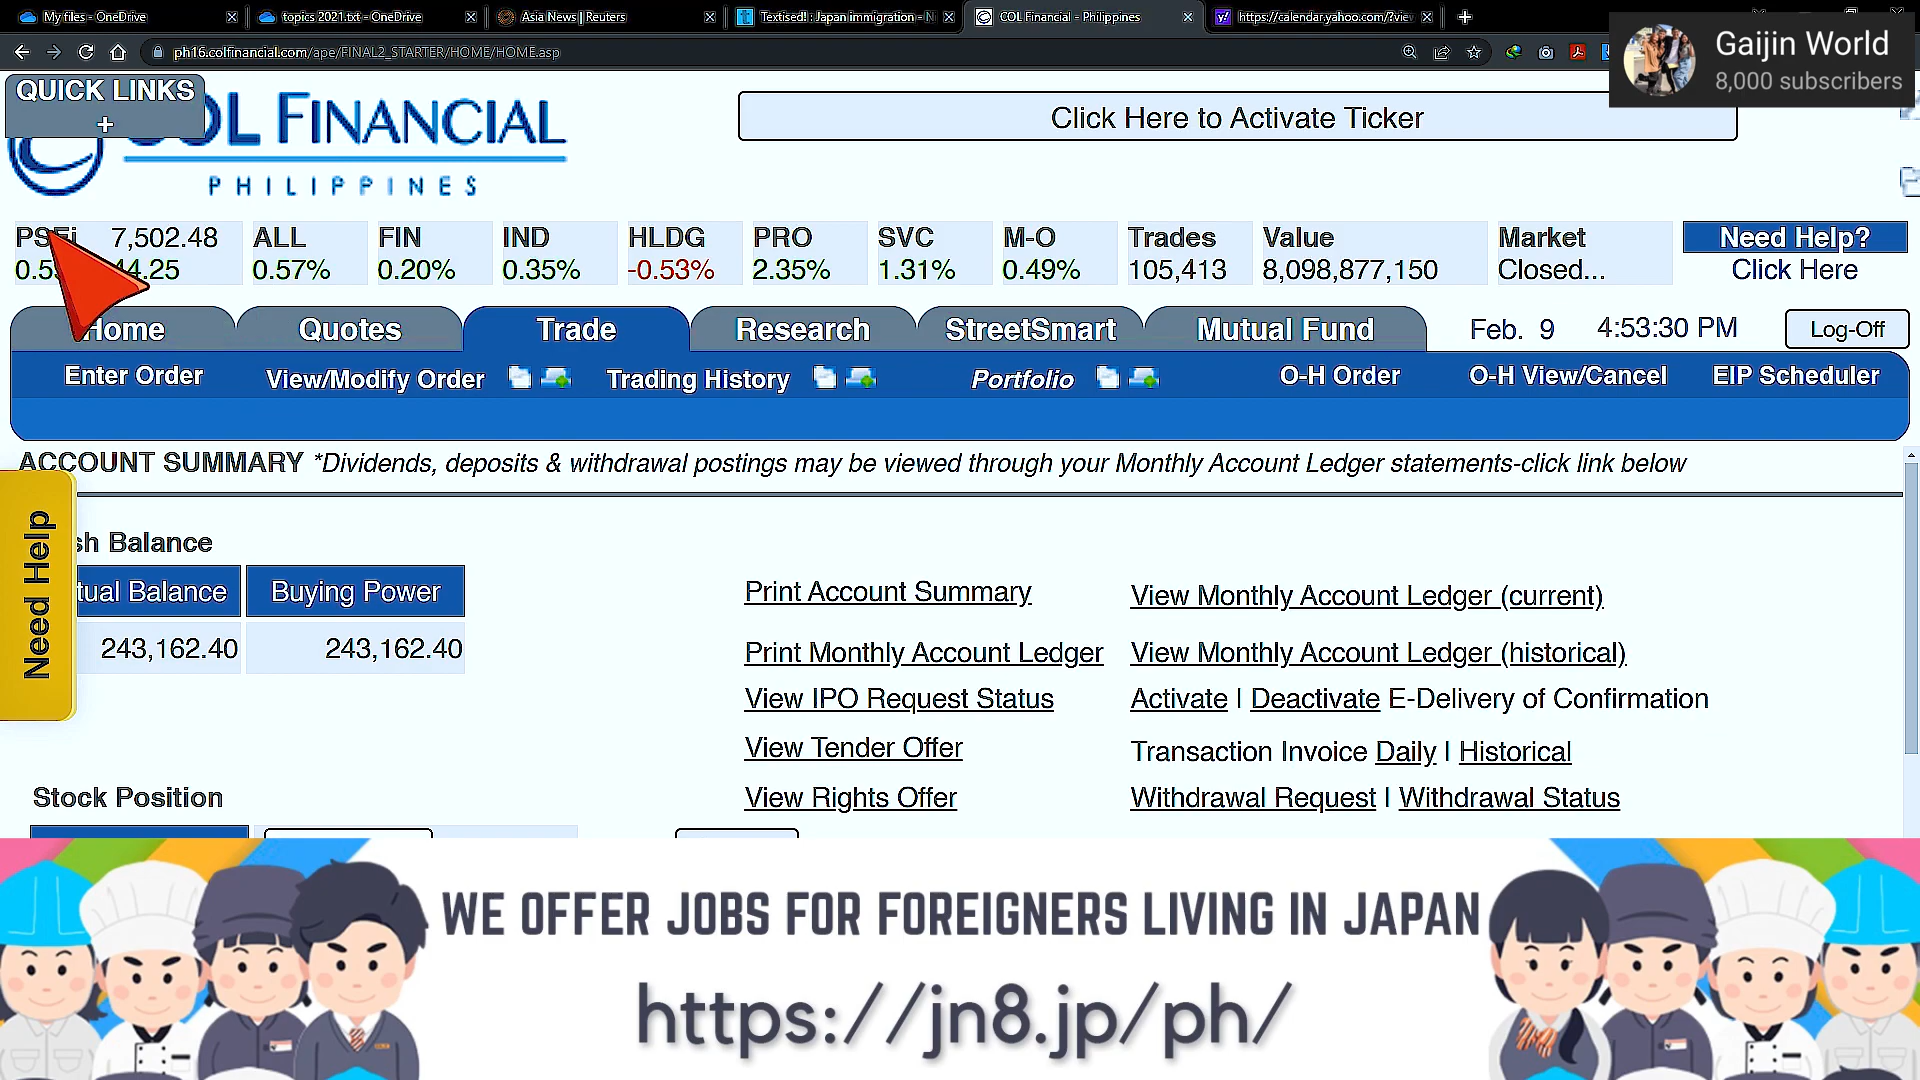 My files - OneDrive
topics 2021.txt - OneDrive
Asia News | Reuters
Textised! : Japan immigration -
COL Financial - Philippines
https://calendar.yahoo.com/?view
ph16.colfinancial.com/ape/FINAL2_STARTER/HOME/HOME.asp
Gaijin World
8,000 subscribers
QUICK LINKS
+
COL FINANCIAL
PHILIPPINES
Click Here to Activate Ticker
PSEi 7,502.48 ALL FIN IND HLDG PRO SVC M-O Trades Value Market Need Help?
44.25 0.57% 0.20% 0.35% -0.53% 2.35% 1.31% 0.49% 105,413 8,098,877,150 Closed... Click Here
Home Quotes Trade Research StreetSmart Mutual Fund Feb. 9 4:53:30 PM Log-Off
Enter Order View/Modify Order Trading History Portfolio O-H Order O-H View/Cancel EIP Scheduler
ACCOUNT SUMMARY *Dividends, deposits & withdrawal postings may be viewed through your Monthly Account Ledger statements-click link below
Need Help
sh Balance
tual Balance Buying Power
243,162.40 243,162.40
Print Account Summary View Monthly Account Ledger (current)
Print Monthly Account Ledger View Monthly Account Ledger (historical)
View IPO Request Status Activate | Deactivate E-Delivery of Confirmation
View Tender Offer Transaction Invoice Daily | Historical
View Rights Offer Withdrawal Request | Withdrawal Status
Stock Position
WE OFFER JOBS FOR FOREIGNERS LIVING IN JAPAN
https://jn8.jp/ph/